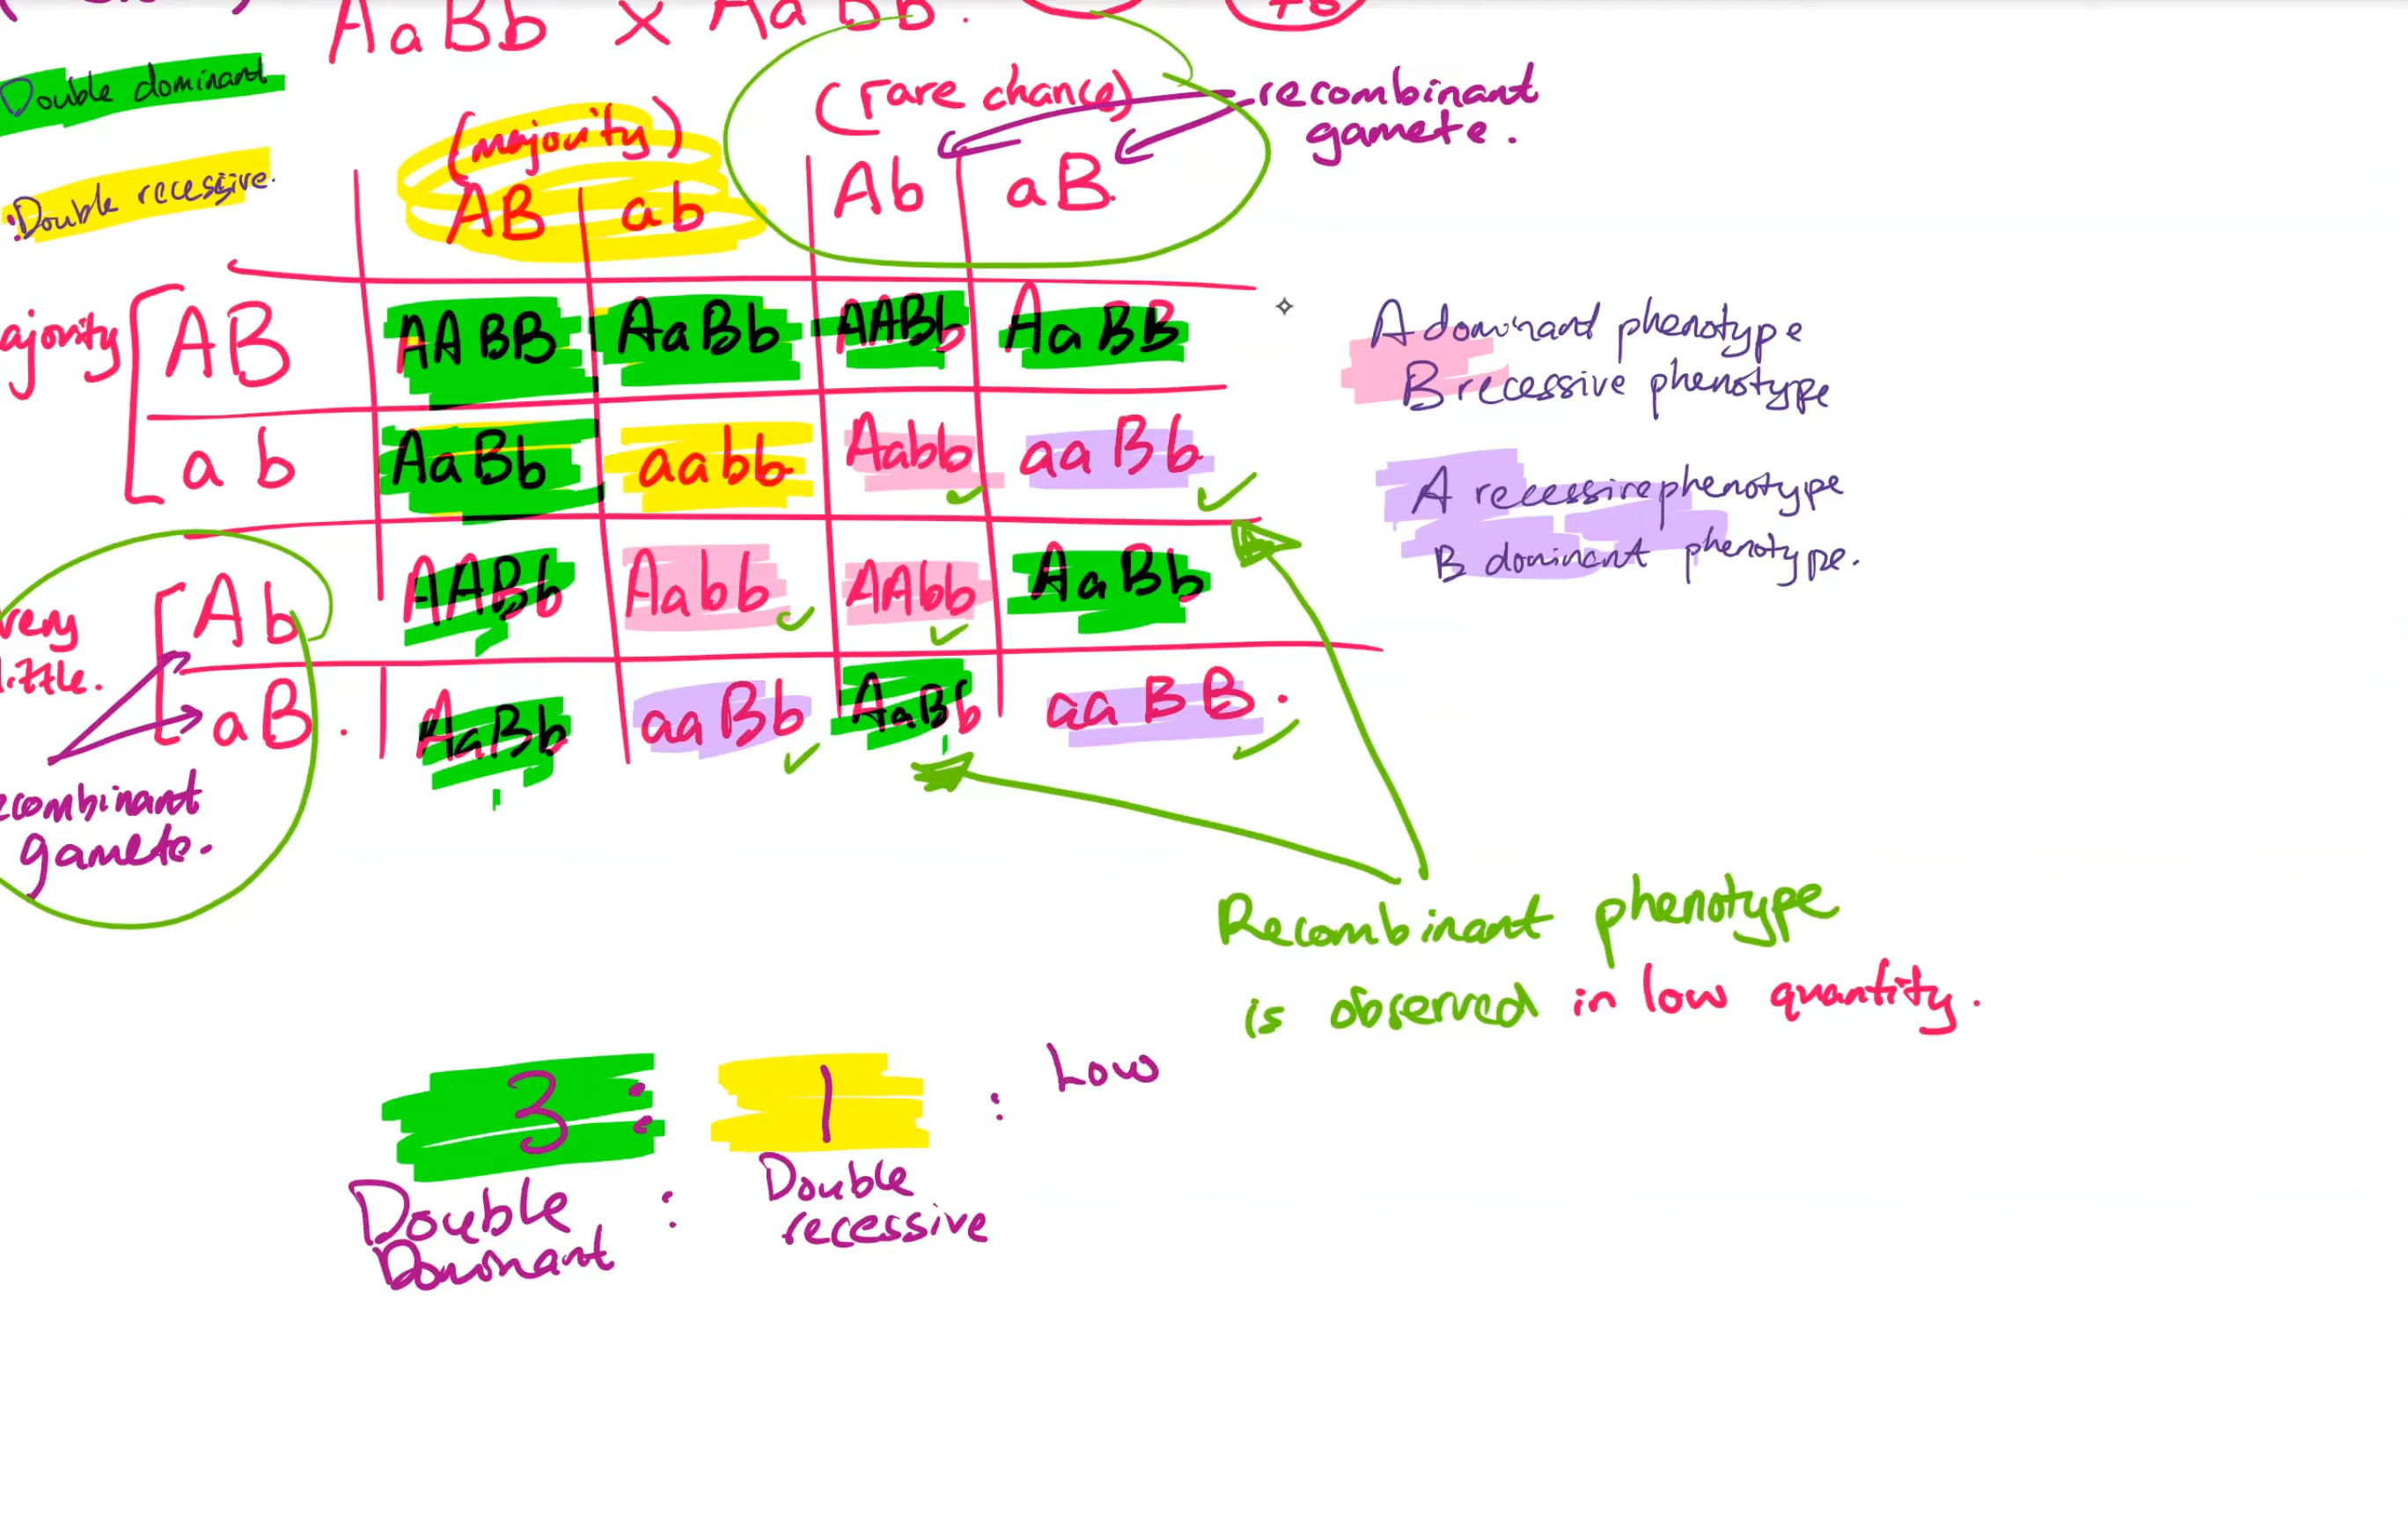 AaBb × AaBb.
Double dominant
(rare chance)
recombinant
gamete.
(majority)
:Double recessive.
AB ab Ab aB.
ajority AB AABB AaBb AABb AaBB
A dominant phenotype
B recessive phenotype
ab AaBb aabb Aabb aaBb
A recessive phenotype
B dominant phenotype.
very
little.
Ab AABb Aabb AAbb AaBb
aB. AaBb aaBb AaBb aaBB.
combinant
gamete.
Recombinant phenotype
is observed in low quantity.
3 : 1 : Low
Double : Double
Dominant recessive